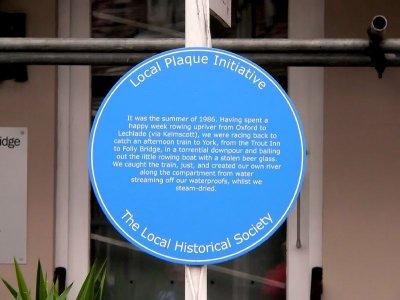 Local Plaque Initiative
It was the summer of 1986. Having spent a
happy week rowing upriver from Oxford to
Lechlade (via Kelmscott), we were racing back to
catch an afternoon train to York, from the Trout Inn
to Folly Bridge, in a torrential downpour and bailing
out the little rowing boat with a stolen beer glass.
We caught the train, just, and created our own river
along the compartment from water
streaming off our waterproofs, whilst we
steam-dried.
The Local Historical Society
idge